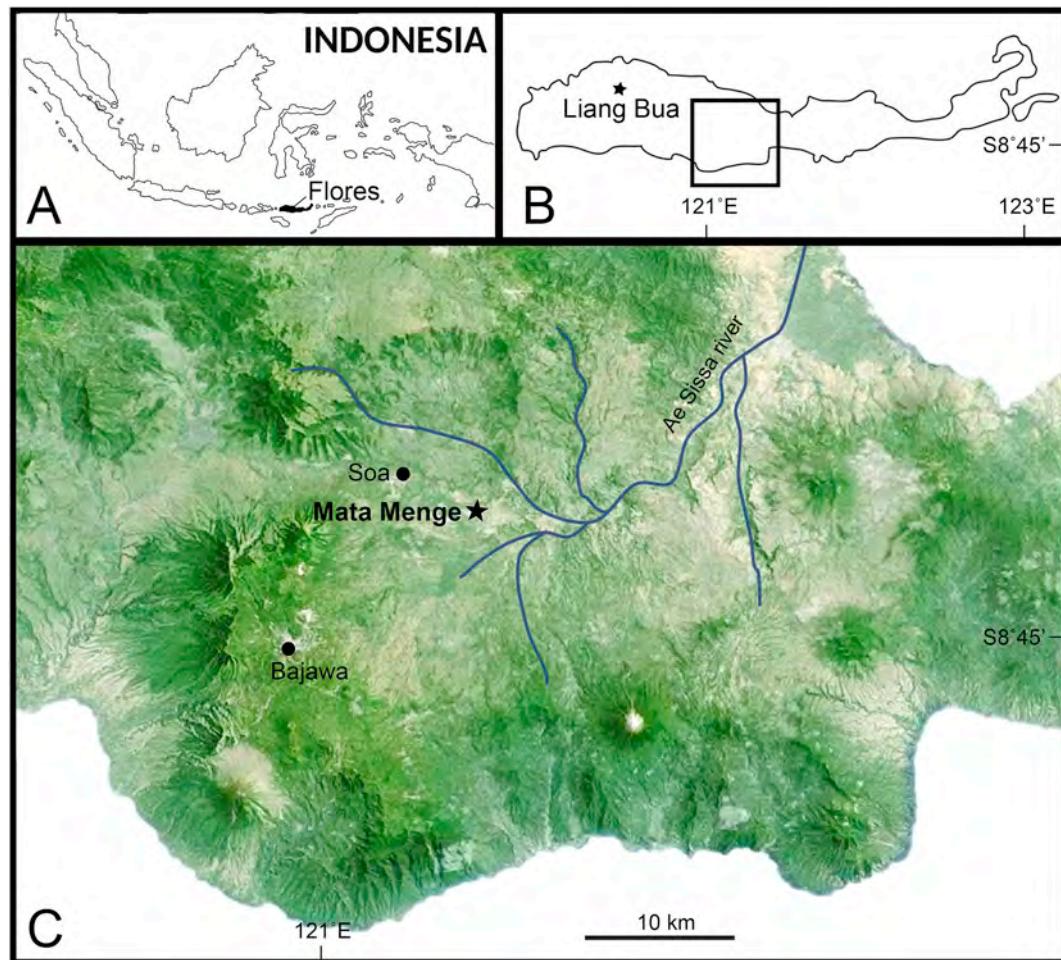 INDONESIA
Flores
A
Liang Bua
S8˚45'
B
121˚E
123˚E
Ae Sissa river
Soa
Mata Menge
S8˚45'
Bajawa
C
121˚E
10 km